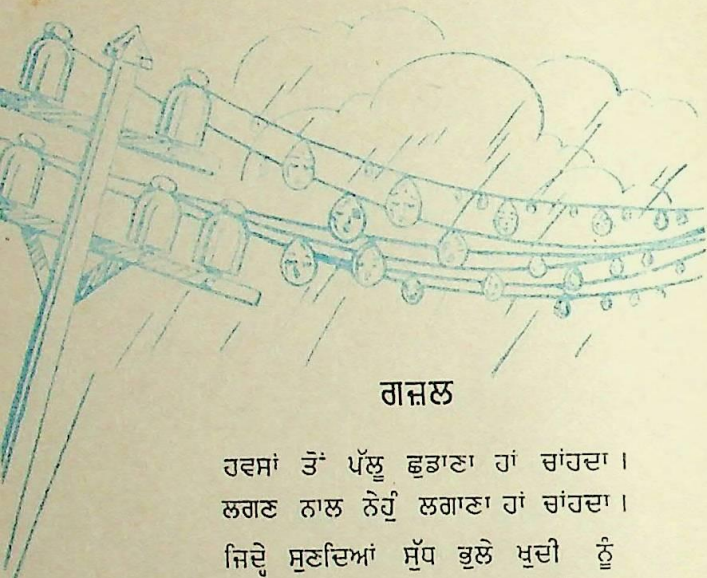 ਗਜ਼ਲ
ਹਵਸਾਂ ਤੋਂ ਪੱਲੂ ਛੁਡਾਣਾ ਹਾਂ ਚਾਂਹਦਾ।
ਲਗਣ ਨਾਲ ਨੇਹੁੰ ਲਗਾਣਾ ਹਾਂ ਚਾਂਹਦਾ।
ਜਿਦ੍ਹੇ ਸੁਣਦਿਆਂ ਸੁੱਧ ਭੁਲੇ ਖੁਦੀ ਨੂੰ